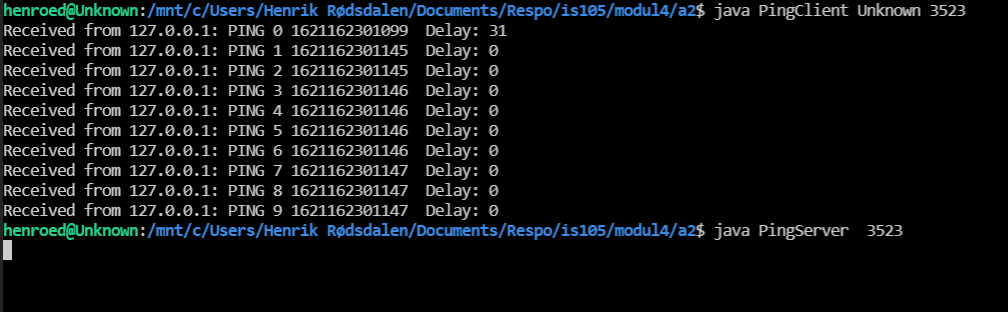 henroed@Unknown:/mnt/c/Users/Henrik Rødsdalen/Documents/Respo/is105/modul4/a2$ java PingClient Unknown 3523
Received from 127.0.0.1: PING 0 1621162301099  Delay: 31
Received from 127.0.0.1: PING 1 1621162301145  Delay: 0
Received from 127.0.0.1: PING 2 1621162301145  Delay: 0
Received from 127.0.0.1: PING 3 1621162301146  Delay: 0
Received from 127.0.0.1: PING 4 1621162301146  Delay: 0
Received from 127.0.0.1: PING 5 1621162301146  Delay: 0
Received from 127.0.0.1: PING 6 1621162301146  Delay: 0
Received from 127.0.0.1: PING 7 1621162301147  Delay: 0
Received from 127.0.0.1: PING 8 1621162301147  Delay: 0
Received from 127.0.0.1: PING 9 1621162301147  Delay: 0
henroed@Unknown:/mnt/c/Users/Henrik Rødsdalen/Documents/Respo/is105/modul4/a2$ java PingServer  3523